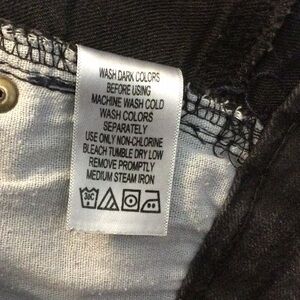 WASH DARK COLORS
BEFORE USING
MACHINE WASH COLD
WASH COLORS
SEPARATELY
USE ONLY NON-CHLORINE
BLEACH TUMBLE DRY LOW
REMOVE PROMPTLY
MEDIUM STEAM IRON